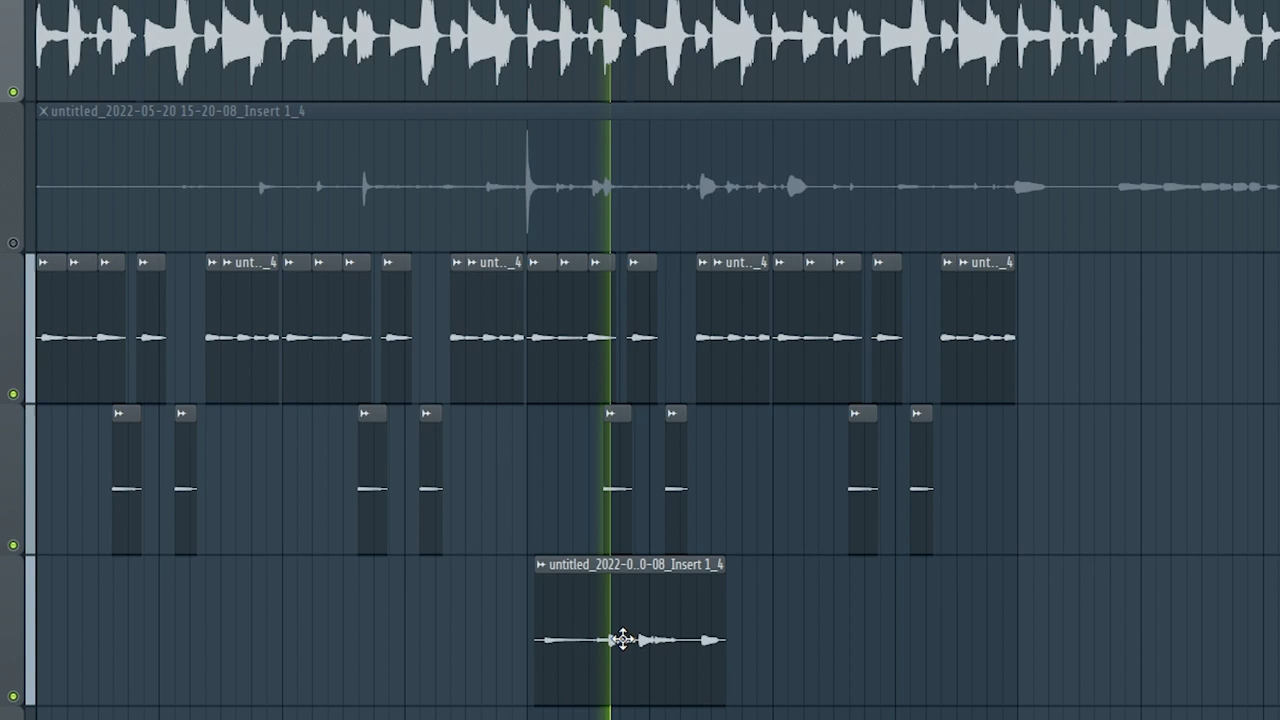 untitled_2022-05-20 15-20-08_Insert 1_4
unt.._4
unt.._4
unt.._4
unt.._4
untitled_2022-0..0-08_Insert 1_4